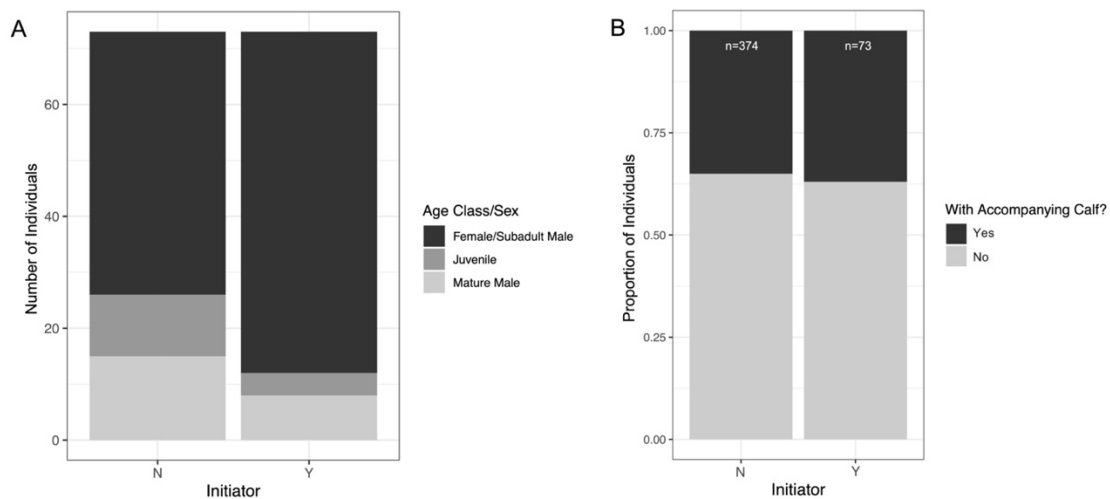 A
Number of Individuals
60
40
20
0
N
Y
Initiator
Age Class/Sex
Female/Subadult Male
Juvenile
Mature Male
B
Proportion of Individuals
1.00
0.75
0.50
0.25
0.00
n=374
n=73
N
Y
Initiator
With Accompanying Calf?
Yes
No